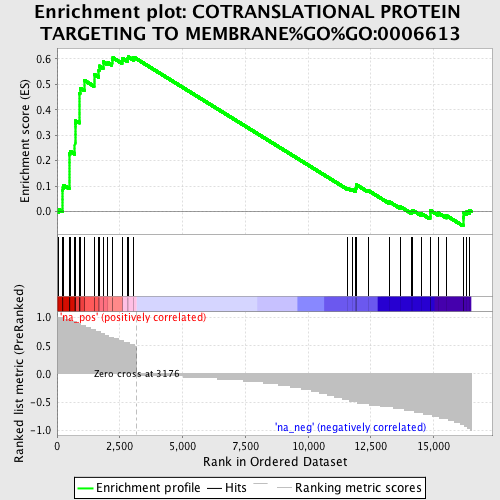 Enrichment plot: COTRANSLATIONAL PROTEIN
TARGETING TO MEMBRANE%GO%GO:0006613
Enrichment score (ES)
0.6
0.5
0.4
0.3
0.2
0.1
0.0
Ranked list metric (PreRanked)
1.0
0.5
0.0
-0.5
-1.0
'na_pos' (positively correlated)
Zero cross at 3176
'na_neg' (negatively correlated)
0
2,500
5,000
7,500
10,000
12,500
15,000
Rank in Ordered Dataset
Enrichment profile
Hits
Ranking metric scores